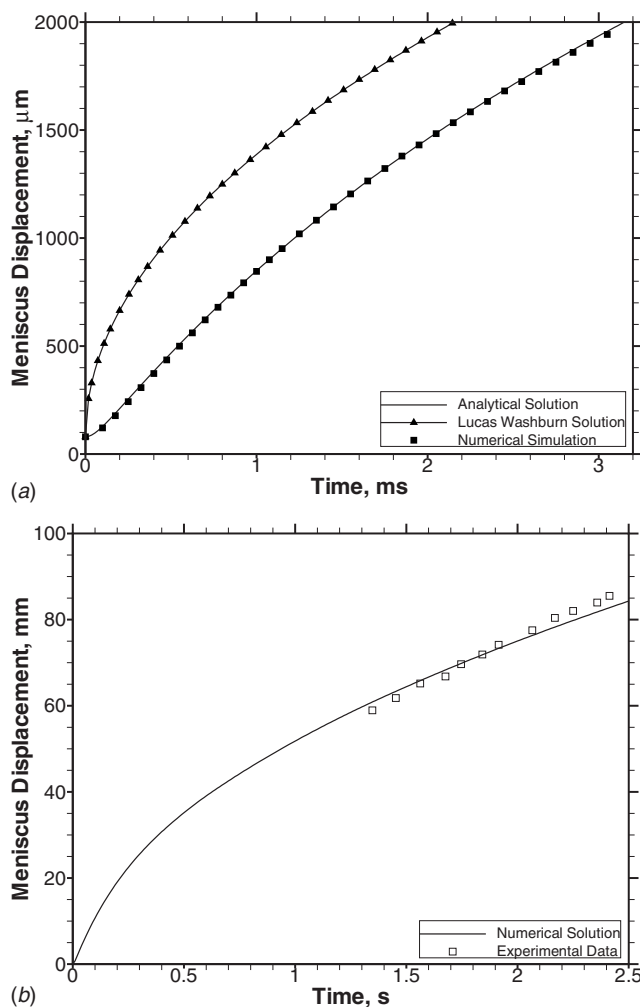 2000
1500
1000
500
0
Meniscus Displacement, μm
Analytical Solution
Lucas Washburn Solution
Numerical Simulation
0 1 2 3
Time, ms
(a)
100
80
60
40
20
0
Meniscus Displacement, mm
Numerical Solution
Experimental Data
0 0.5 1 1.5 2 2.5
Time, s
(b)